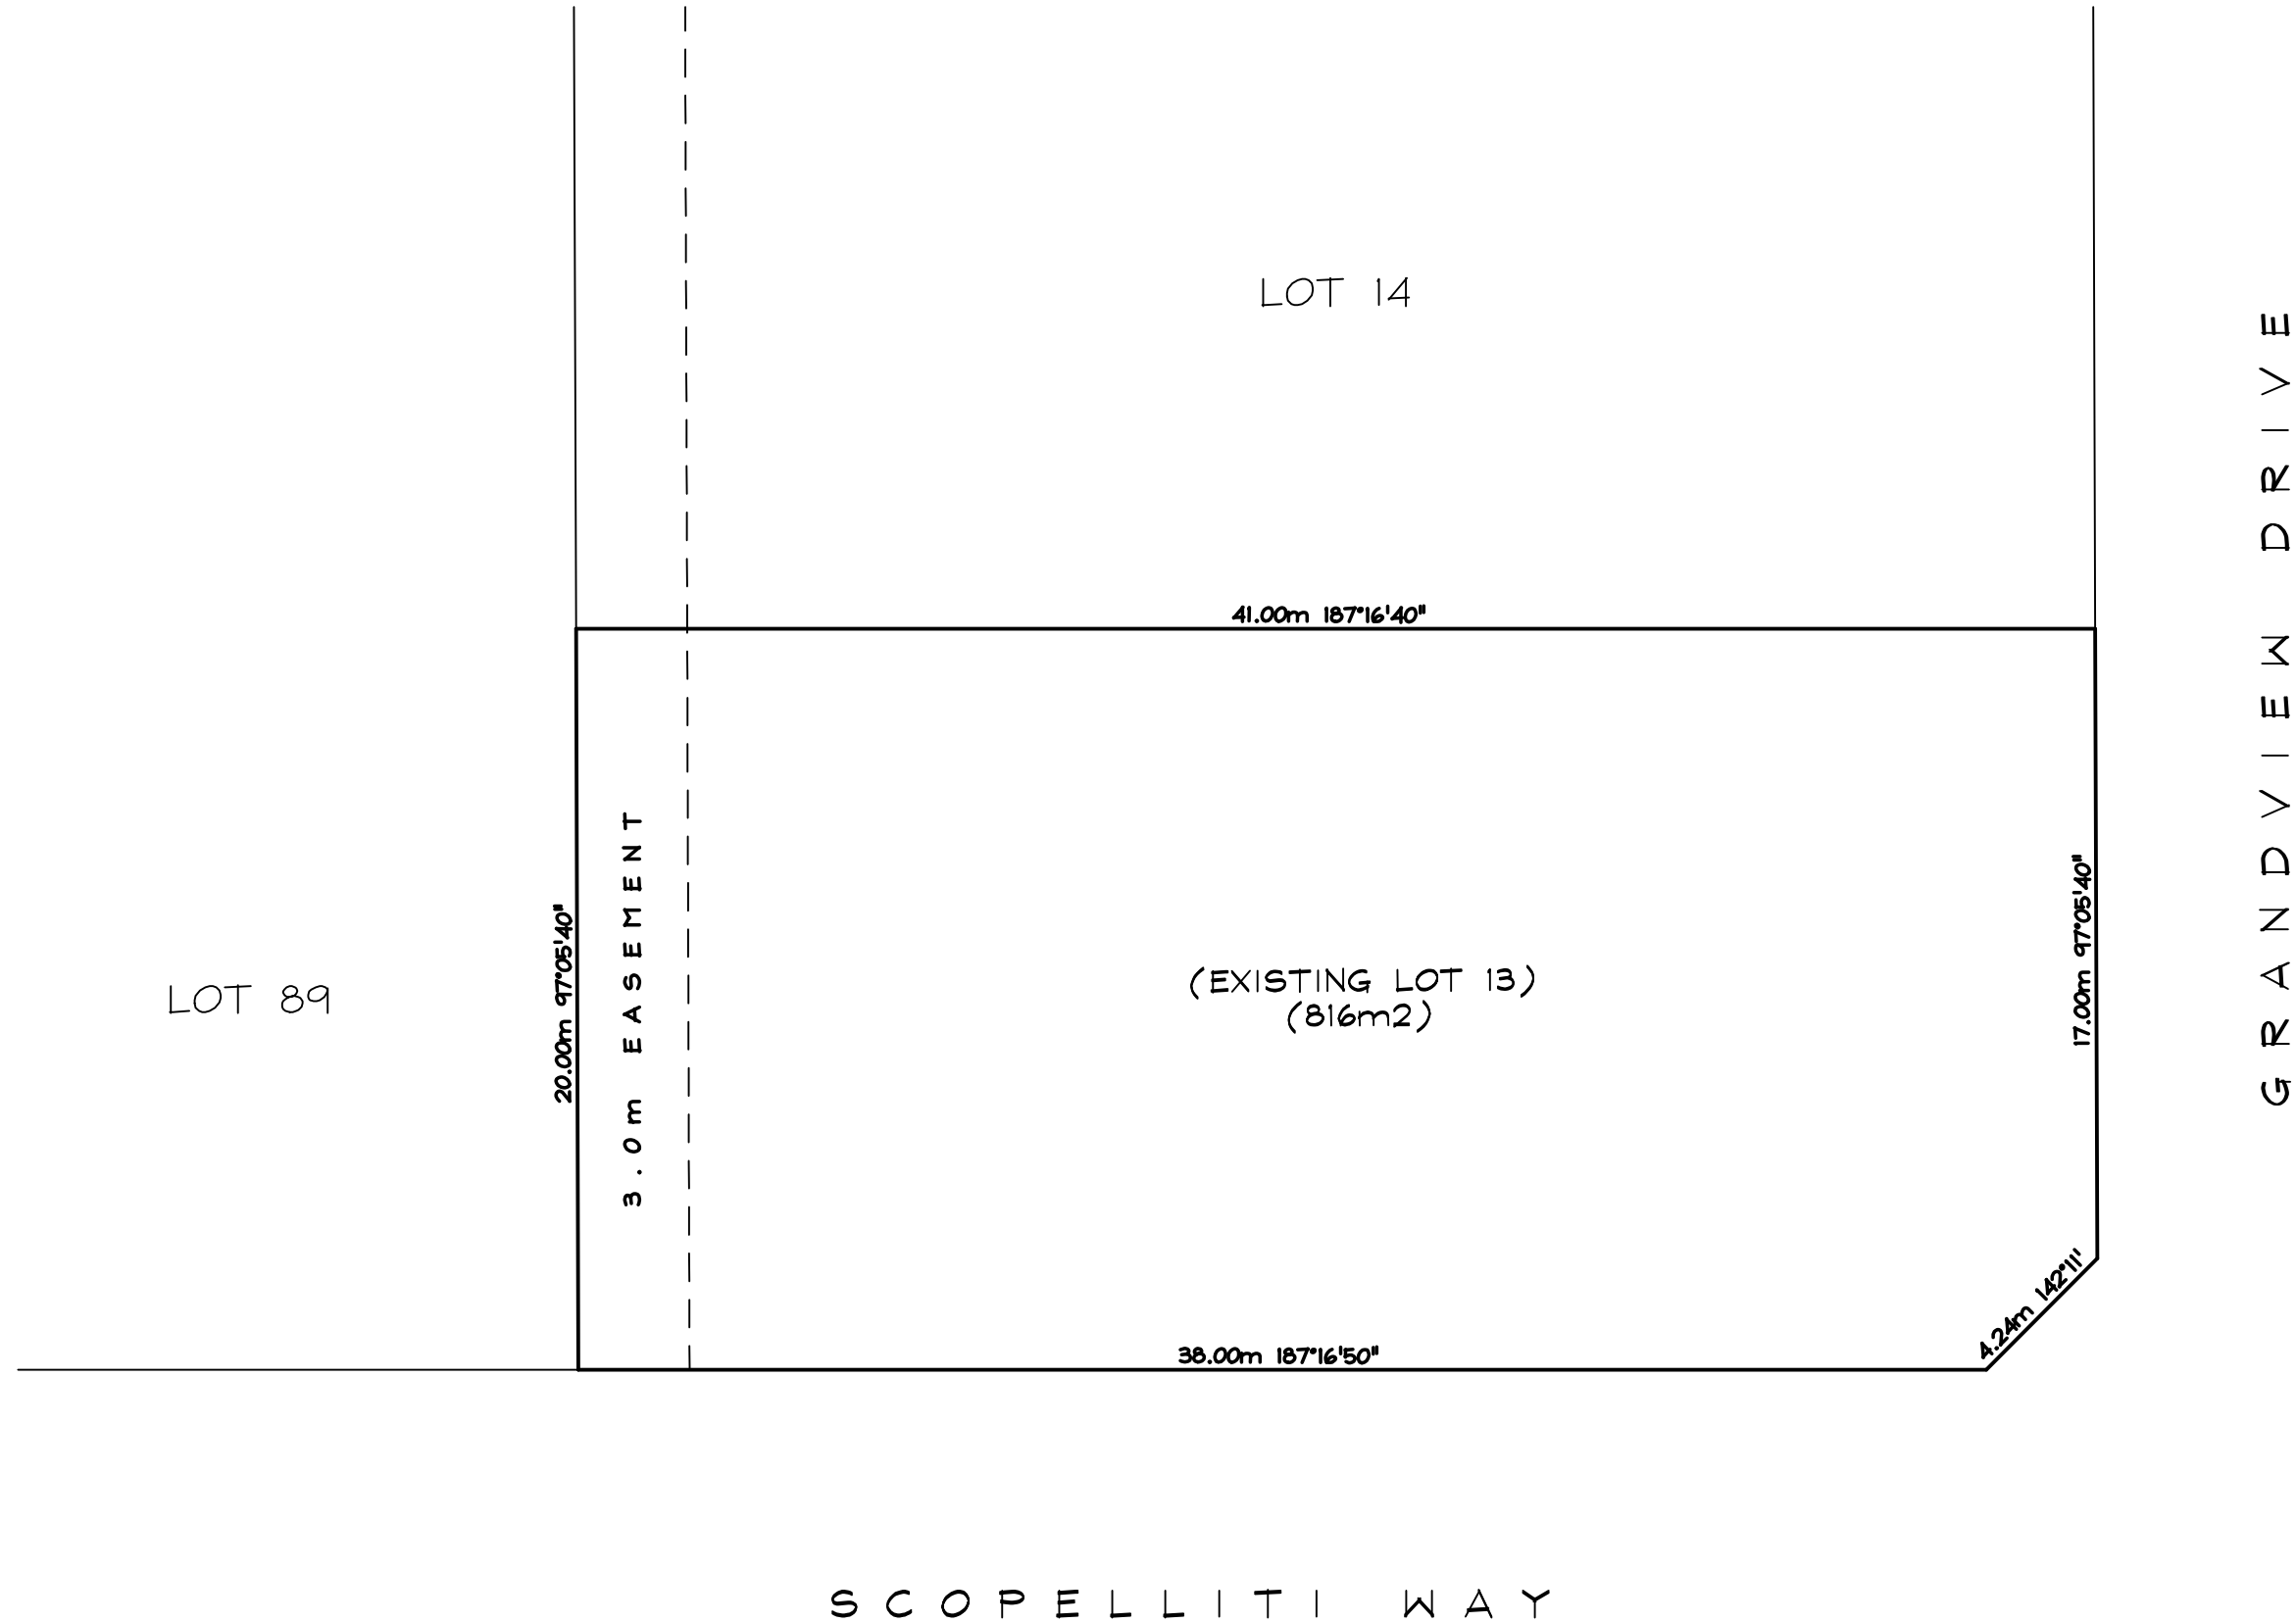 LOT 14
GRANDVIEW DRIVE
41.00m 187°16'40"
3.0m EASEMENT
20.00m 97°05'40"
17.00m 97°05'40"
LOT 89
(EXISTING LOT 13)
(816m2)
4.24m 142°11'
38.00m 187°16'50"
SCOPELLITI WAY